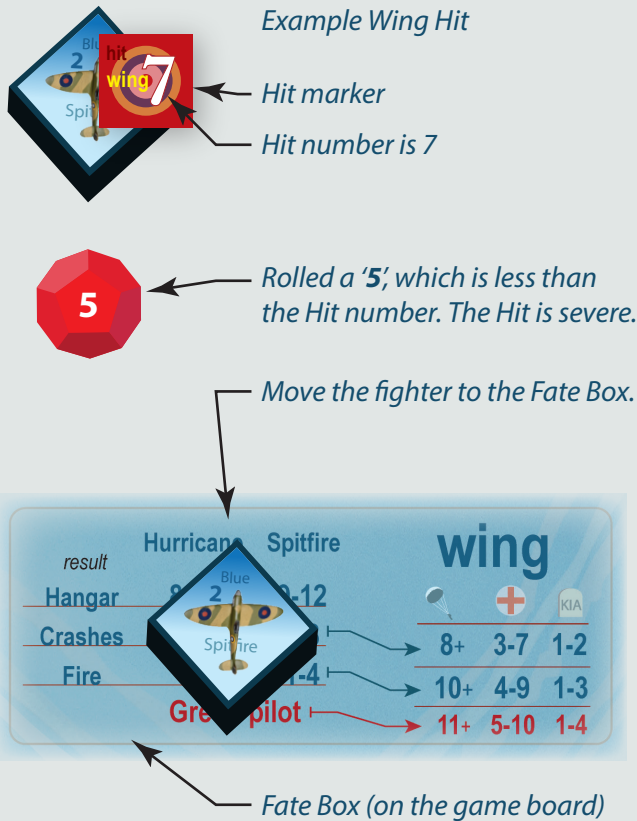 Example Wing Hit
Blue
2
hit
wing 7
Hit marker
Hit number is 7
5
Rolled a ‘5’, which is less than
the Hit number. The Hit is severe.
Move the fighter to the Fate Box.
Hurricane Spitfire wing
result
Hangar -12 KIA
Blue
2
Crashes 8+ 3-7 1-2
Spitfire
Fire -4 10+ 4-9 1-3
pilot 11+ 5-10 1-4
Fate Box (on the game board)